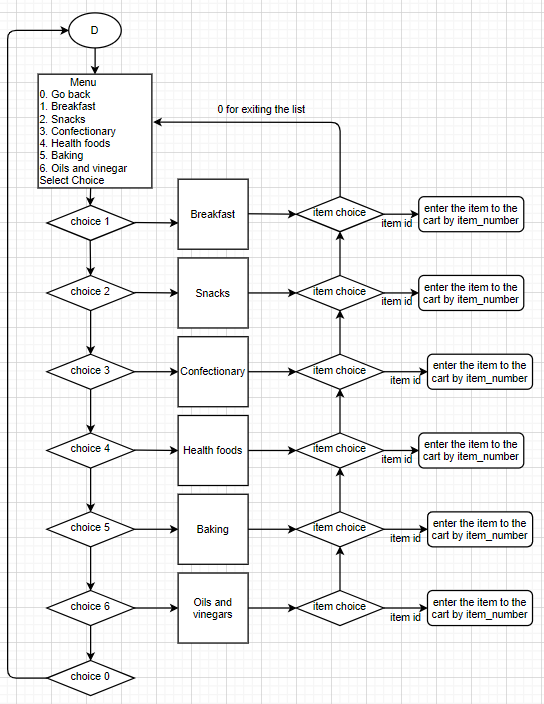 D
Menu
0. Go back
1. Breakfast
2. Snacks
3. Confectionary
4. Health foods
5. Baking
6. Oils and vinegar
Select Choice
0 for exiting the list
choice 1
Breakfast
item choice
item id
enter the item to the
cart by item_number
choice 2
Snacks
item choice
item id
enter the item to the
cart by item_number
choice 3
Confectionary
item choice
item id
enter the item to the
cart by item_number
choice 4
Health foods
item choice
item id
enter the item to the
cart by item_number
choice 5
Baking
item choice
item id
enter the item to the
cart by item_number
choice 6
Oils and
vinegars
item choice
item id
enter the item to the
cart by item_number
choice 0